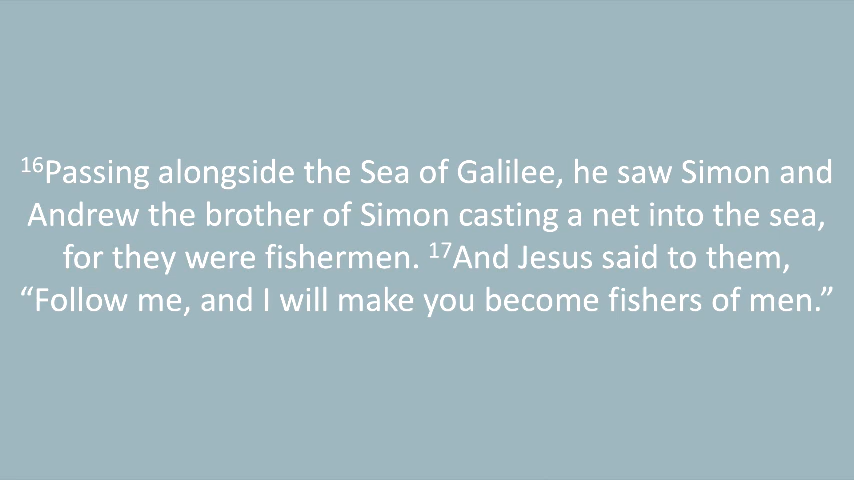 ¹⁶Passing alongside the Sea of Galilee, he saw Simon and
Andrew the brother of Simon casting a net into the sea,
for they were fishermen. ¹⁷And Jesus said to them,
“Follow me, and I will make you become fishers of men.”